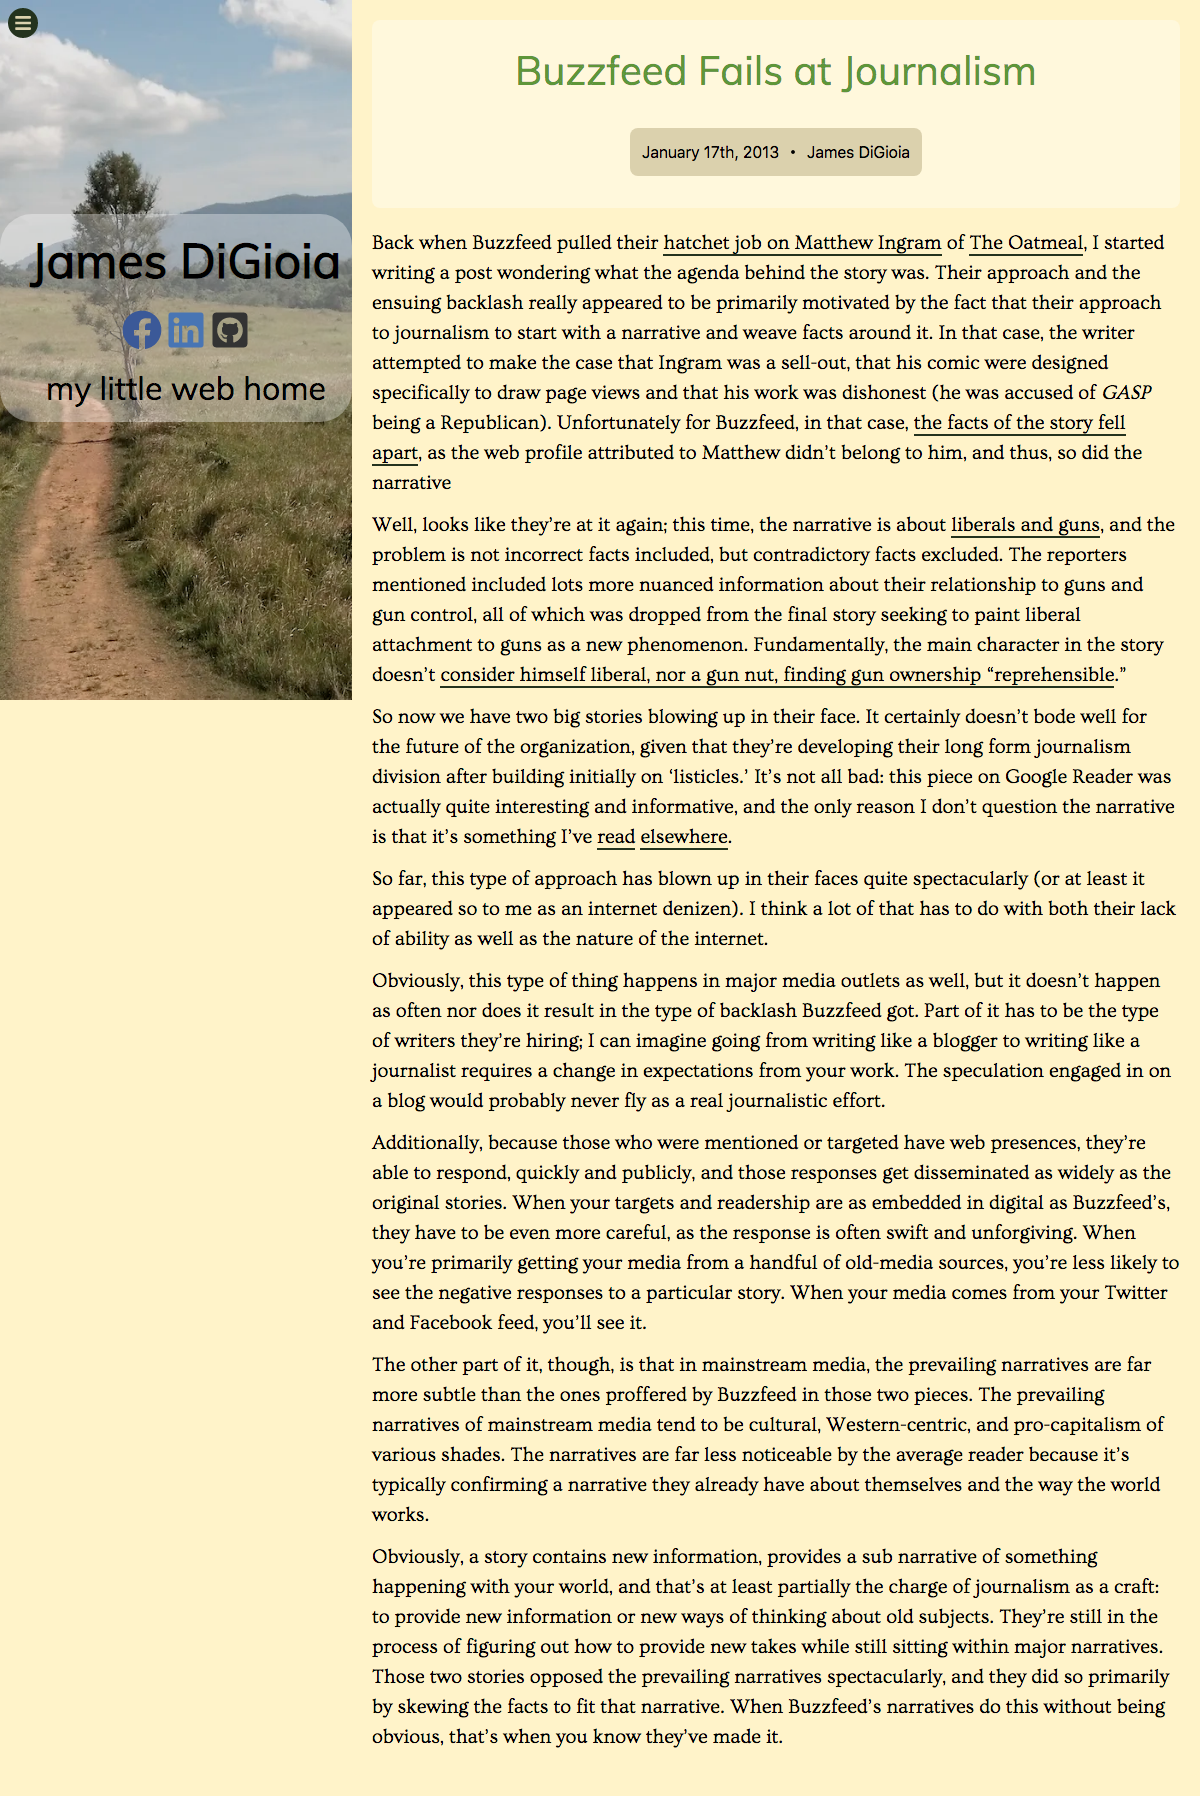 James DiGioia
my little web home
Buzzfeed Fails at Journalism
January 17th, 2013 • James DiGioia
Back when Buzzfeed pulled their hatchet job on Matthew Ingram of The Oatmeal, I started
writing a post wondering what the agenda behind the story was. Their approach and the
ensuing backlash really appeared to be primarily motivated by the fact that their approach
to journalism to start with a narrative and weave facts around it. In that case, the writer
attempted to make the case that Ingram was a sell-out, that his comic were designed
specifically to draw page views and that his work was dishonest (he was accused of GASP
being a Republican). Unfortunately for Buzzfeed, in that case, the facts of the story fell
apart, as the web profile attributed to Matthew didn’t belong to him, and thus, so did the
narrative
Well, looks like they’re at it again; this time, the narrative is about liberals and guns, and the
problem is not incorrect facts included, but contradictory facts excluded. The reporters
mentioned included lots more nuanced information about their relationship to guns and
gun control, all of which was dropped from the final story seeking to paint liberal
attachment to guns as a new phenomenon. Fundamentally, the main character in the story
doesn’t consider himself liberal, nor a gun nut, finding gun ownership “reprehensible.”
So now we have two big stories blowing up in their face. It certainly doesn’t bode well for
the future of the organization, given that they’re developing their long form journalism
division after building initially on ‘listicles.’ It’s not all bad: this piece on Google Reader was
actually quite interesting and informative, and the only reason I don’t question the narrative
is that it’s something I’ve read elsewhere.
So far, this type of approach has blown up in their faces quite spectacularly (or at least it
appeared so to me as an internet denizen). I think a lot of that has to do with both their lack
of ability as well as the nature of the internet.
Obviously, this type of thing happens in major media outlets as well, but it doesn’t happen
as often nor does it result in the type of backlash Buzzfeed got. Part of it has to be the type
of writers they’re hiring; I can imagine going from writing like a blogger to writing like a
journalist requires a change in expectations from your work. The speculation engaged in on
a blog would probably never fly as a real journalistic effort.
Additionally, because those who were mentioned or targeted have web presences, they’re
able to respond, quickly and publicly, and those responses get disseminated as widely as the
original stories. When your targets and readership are as embedded in digital as Buzzfeed’s,
they have to be even more careful, as the response is often swift and unforgiving. When
you’re primarily getting your media from a handful of old-media sources, you’re less likely to
see the negative responses to a particular story. When your media comes from your Twitter
and Facebook feed, you’ll see it.
The other part of it, though, is that in mainstream media, the prevailing narratives are far
more subtle than the ones proffered by Buzzfeed in those two pieces. The prevailing
narratives of mainstream media tend to be cultural, Western-centric, and pro-capitalism of
various shades. The narratives are far less noticeable by the average reader because it’s
typically confirming a narrative they already have about themselves and the way the world
works.
Obviously, a story contains new information, provides a sub narrative of something
happening with your world, and that’s at least partially the charge of journalism as a craft:
to provide new information or new ways of thinking about old subjects. They’re still in the
process of figuring out how to provide new takes while still sitting within major narratives.
Those two stories opposed the prevailing narratives spectacularly, and they did so primarily
by skewing the facts to fit that narrative. When Buzzfeed’s narratives do this without being
obvious, that’s when you know they’ve made it.